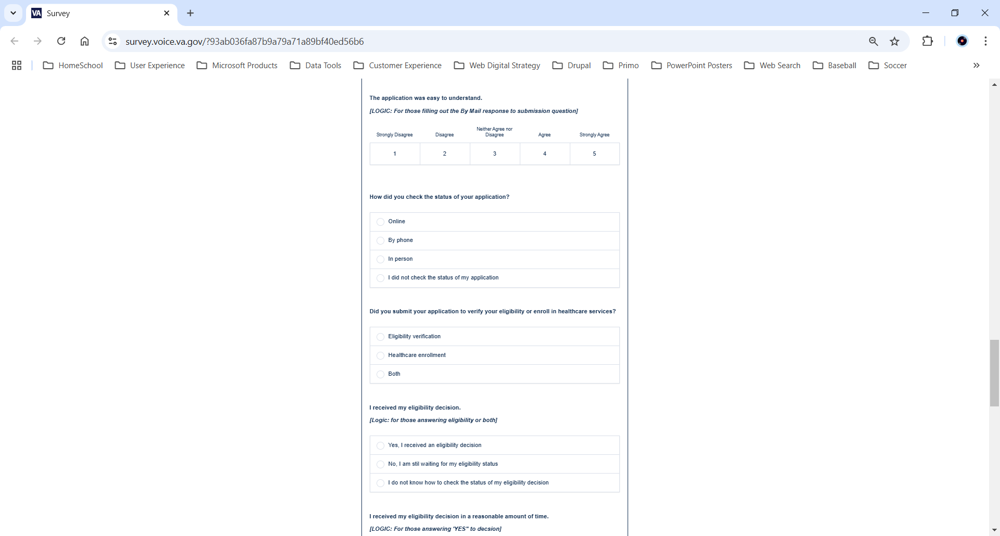 VA Survey
survey.voice.va.gov/?93ab036fa87b9a79a71a89bf40ed56b6
HomeSchool User Experience Microsoft Products Data Tools Customer Experience Web Digital Strategy Drupal Primo PowerPoint Posters Web Search Baseball Soccer
The application was easy to understand.
[LOGIC: For those filling out the By Mail response to submission question]
Strongly Disagree Disagree Neither Agree nor Disagree Agree Strongly Agree
1 2 3 4 5
How did you check the status of your application?
Online
By phone
In person
I did not check the status of my application
Did you submit your application to verify your eligibility or enroll in healthcare services?
Eligibility verification
Healthcare enrollment
Both
I received my eligibility decision.
[Logic: for those answering eligibility or both]
Yes, I received an eligibility decision
No, I am stil waiting for my eligibility status
I do not know how to check the status of my eligibility decision
I received my eligibility decision in a reasonable amount of time.
[LOGIC: For those answering 'YES" to decsion]